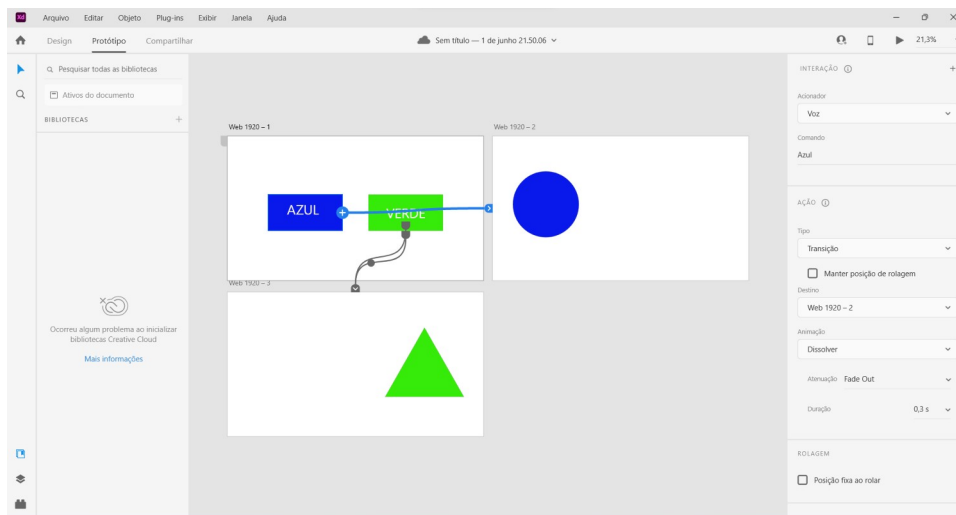 Xd Arquivo Editar Objeto Plug-ins Exibir Janela Ajuda
Design Protótipo Compartilhar Sem título — 1 de junho 21.50.06 21,3%
Pesquisar todas as bibliotecas
Ativos do documento
BIBLIOTECAS
Ocorreu algum problema ao inicializar
bibliotecas Creative Cloud
Mais informações
Web 1920 – 1
AZUL
VERDE
Web 1920 – 2
Web 1920 – 3
INTERAÇÃO
Acionador
Voz
Comando
Azul
AÇÃO
Tipo
Transição
Manter posição de rolagem
Destino
Web 1920 – 2
Animação
Dissolver
Atenuação Fade Out
Duração 0,3 s
ROLAGEM
Posição fixa ao rolar